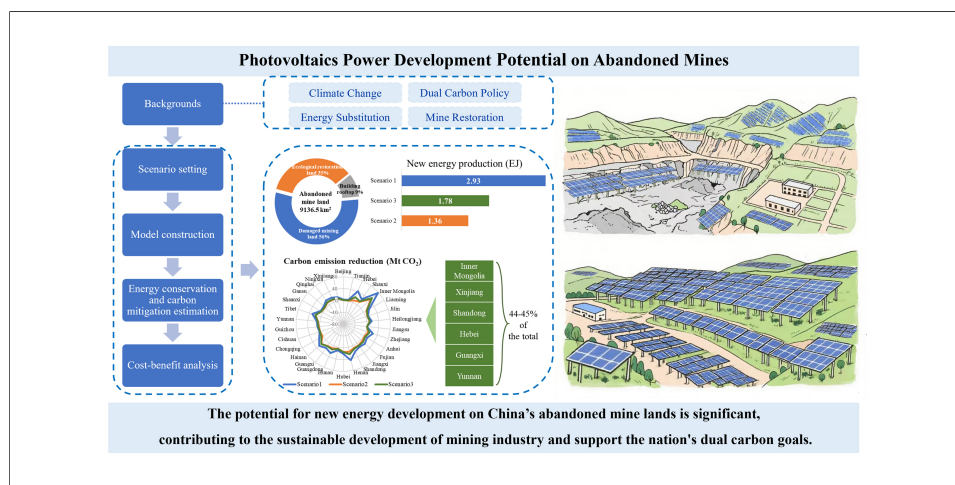 Photovoltaics Power Development Potential on Abandoned Mines
Backgrounds
Climate Change
Dual Carbon Policy
Energy Substitution
Mine Restoration
Scenario setting
Model construction
Energy conservation
and carbon
mitigation estimation
Cost-benefit analysis
Ecological restoration
Building
rooftop 9%
Abandoned
mine land
9136.5 km²
Damaged mining
land 56%
New energy production (EJ)
Scenario 1
2.93
Scenario 3
1.78
Scenario 2
1.36
Carbon emission reduction (Mt CO₂)
Beijing
Tianjin
Hebei
Shanxi
Inner Mongolia
Liaoning
Jilin
Heilongjiang
Jiangsu
Zhejiang
Anhui
Fujian
Jiangxi
Shandong
Henan
Hubei
Hunan
Guangdong
Guangxi
Hainan
Chongqing
Cichuan
Guizhou
Yunnan
Tibet
Shaanxi
Gansu
Qinghai
Ningxia
Xinjiang
Scenario1
Scenario2
Scenario3
Inner
Mongolia
Xinjiang
Shandong
Hebei
Guangxi
Yunnan
44-45%
of
the total
The potential for new energy development on China's abandoned mine lands is significant,
contributing to the sustainable development of mining industry and support the nation's dual carbon goals.